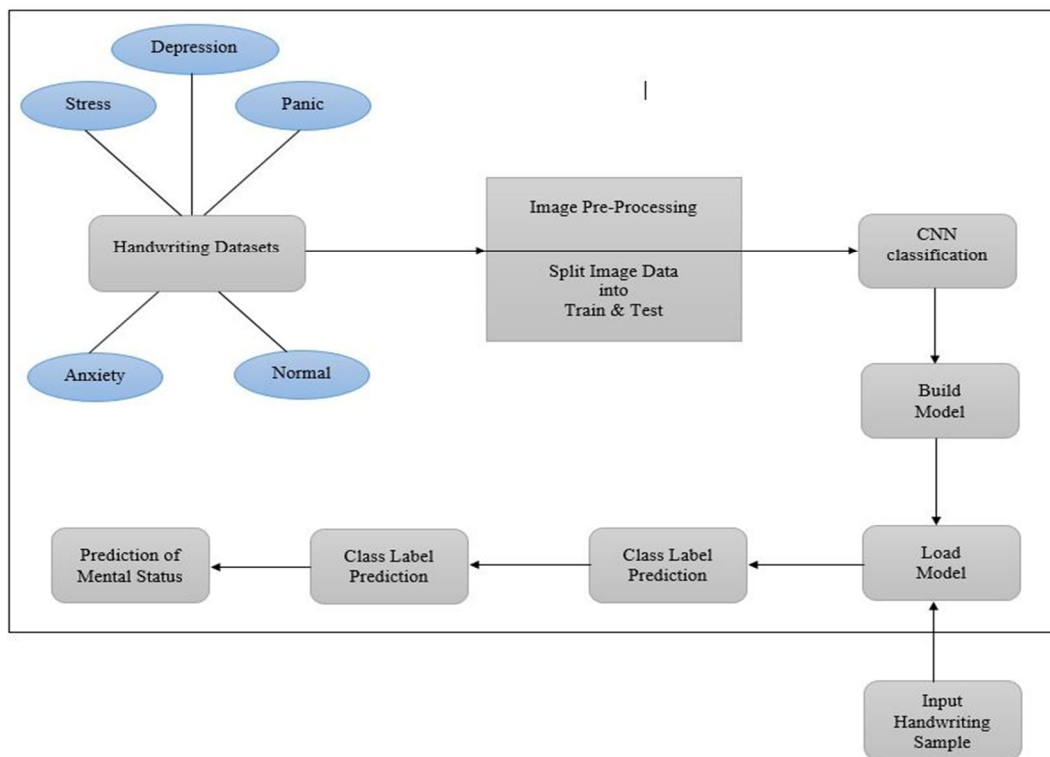 Depression
Stress
Panic
Handwriting Datasets
Anxiety
Normal
Image Pre-Processing
Split Image Data
into
Train & Test
CNN
classification
Build
Model
Load
Model
Class Label
Prediction
Class Label
Prediction
Prediction of
Mental Status
Input
Handwriting
Sample